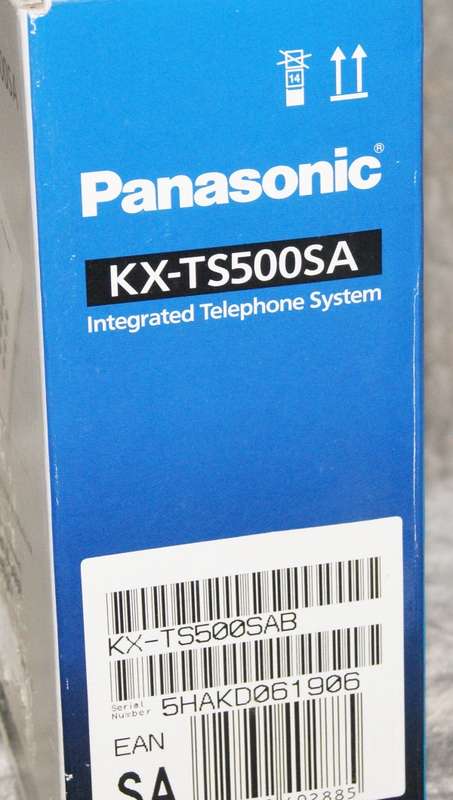 14
Panasonic®
KX-TS500SA
Integrated Telephone System
KX-TS500SAB
Serial Number 5HAKD061906
EAN
SA